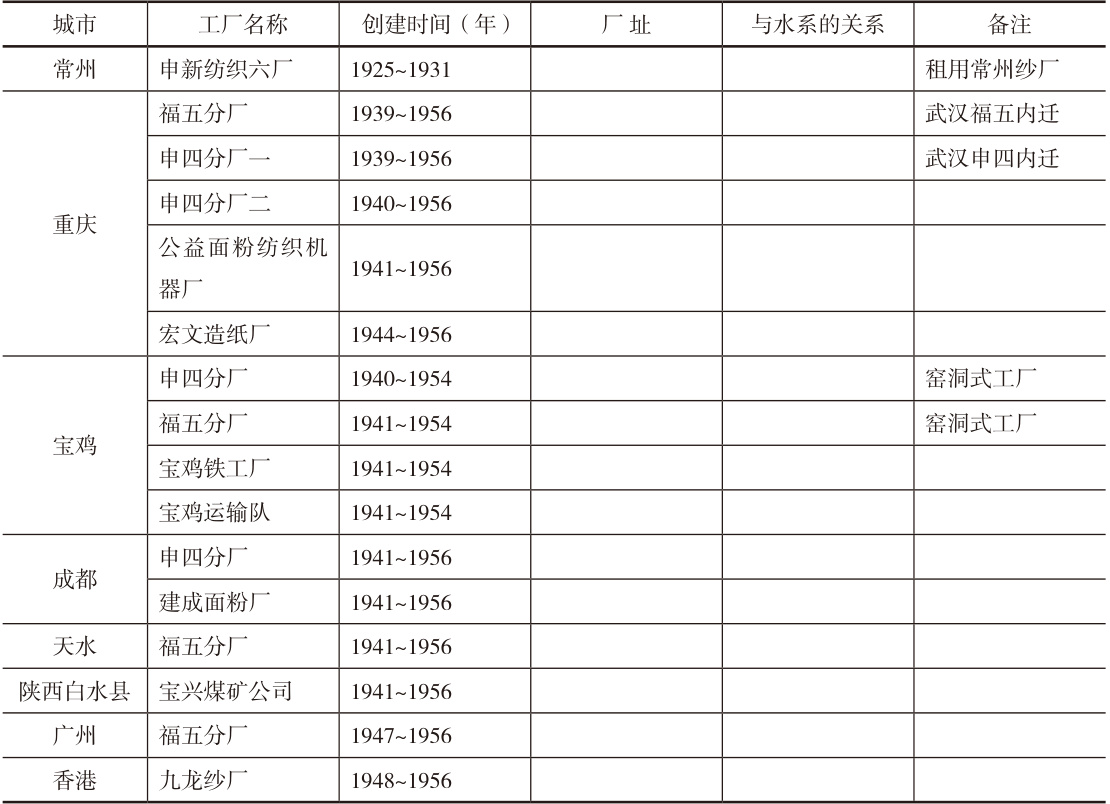 城市 工厂名称 创建时间（年） 厂 址 与水系的关系 备注
常州 申新纺织六厂 1925~1931 租用常州纱厂
重庆 福五分厂 1939~1956 武汉福五内迁
申四分厂一 1939~1956 武汉申四内迁
申四分厂二 1940~1956
公益面粉纺织机
器厂 1941~1956
宏文造纸厂 1944~1956
宝鸡 申四分厂 1940~1954 窑洞式工厂
福五分厂 1941~1954 窑洞式工厂
宝鸡铁工厂 1941~1954
宝鸡运输队 1941~1954
成都 申四分厂 1941~1956
建成面粉厂 1941~1956
天水 福五分厂 1941~1956
陕西白水县 宝兴煤矿公司 1941~1956
广州 福五分厂 1947~1956
香港 九龙纱厂 1948~1956